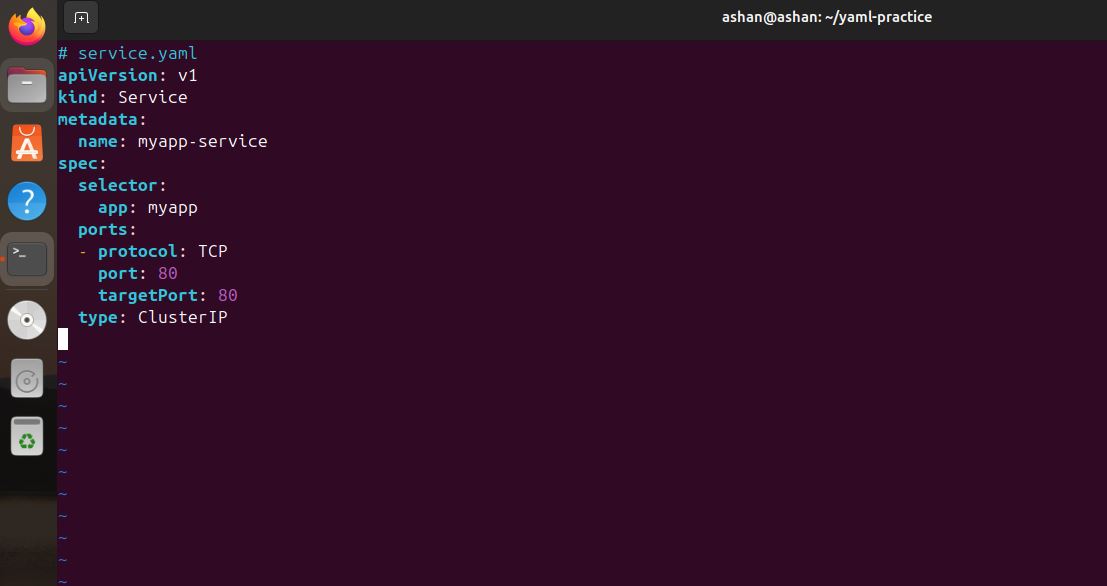 ashan@ashan: ~/yaml-practice
# service.yaml
apiVersion: v1
kind: Service
metadata:
  name: myapp-service
spec:
  selector:
    app: myapp
  ports:
  - protocol: TCP
    port: 80
    targetPort: 80
  type: ClusterIP
~
~
~
~
~
~
~
~
~
~
~